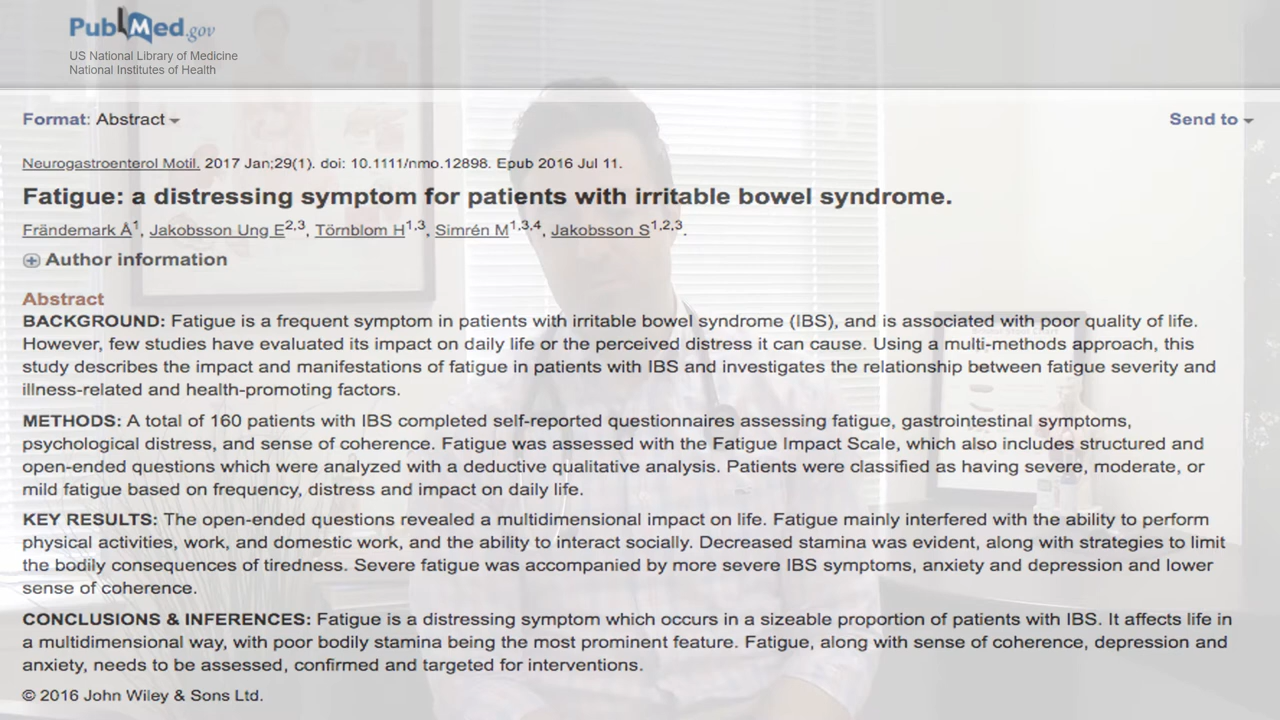 PubMed.gov
US National Library of Medicine
National Institutes of Health
Format: Abstract
Send to
Neurogastroenterol Motil. 2017 Jan;29(1). doi: 10.1111/nmo.12898. Epub 2016 Jul 11.
Fatigue: a distressing symptom for patients with irritable bowel syndrome.
Frändemark Å1, Jakobsson Ung E2,3, Törnblom H1,3, Simrén M1,3,4, Jakobsson S1,2,3.
Author information
Abstract
BACKGROUND: Fatigue is a frequent symptom in patients with irritable bowel syndrome (IBS), and is associated with poor quality of life.
However, few studies have evaluated its impact on daily life or the perceived distress it can cause. Using a multi-methods approach, this
study describes the impact and manifestations of fatigue in patients with IBS and investigates the relationship between fatigue severity and
illness-related and health-promoting factors.
METHODS: A total of 160 patients with IBS completed self-reported questionnaires assessing fatigue, gastrointestinal symptoms,
psychological distress, and sense of coherence. Fatigue was assessed with the Fatigue Impact Scale, which also includes structured and
open-ended questions which were analyzed with a deductive qualitative analysis. Patients were classified as having severe, moderate, or
mild fatigue based on frequency, distress and impact on daily life.
KEY RESULTS: The open-ended questions revealed a multidimensional impact on life. Fatigue mainly interfered with the ability to perform
physical activities, work, and domestic work, and the ability to interact socially. Decreased stamina was evident, along with strategies to limit
the bodily consequences of tiredness. Severe fatigue was accompanied by more severe IBS symptoms, anxiety and depression and lower
sense of coherence.
CONCLUSIONS & INFERENCES: Fatigue is a distressing symptom which occurs in a sizeable proportion of patients with IBS. It affects life in
a multidimensional way, with poor bodily stamina being the most prominent feature. Fatigue, along with sense of coherence, depression and
anxiety, needs to be assessed, confirmed and targeted for interventions.
© 2016 John Wiley & Sons Ltd.